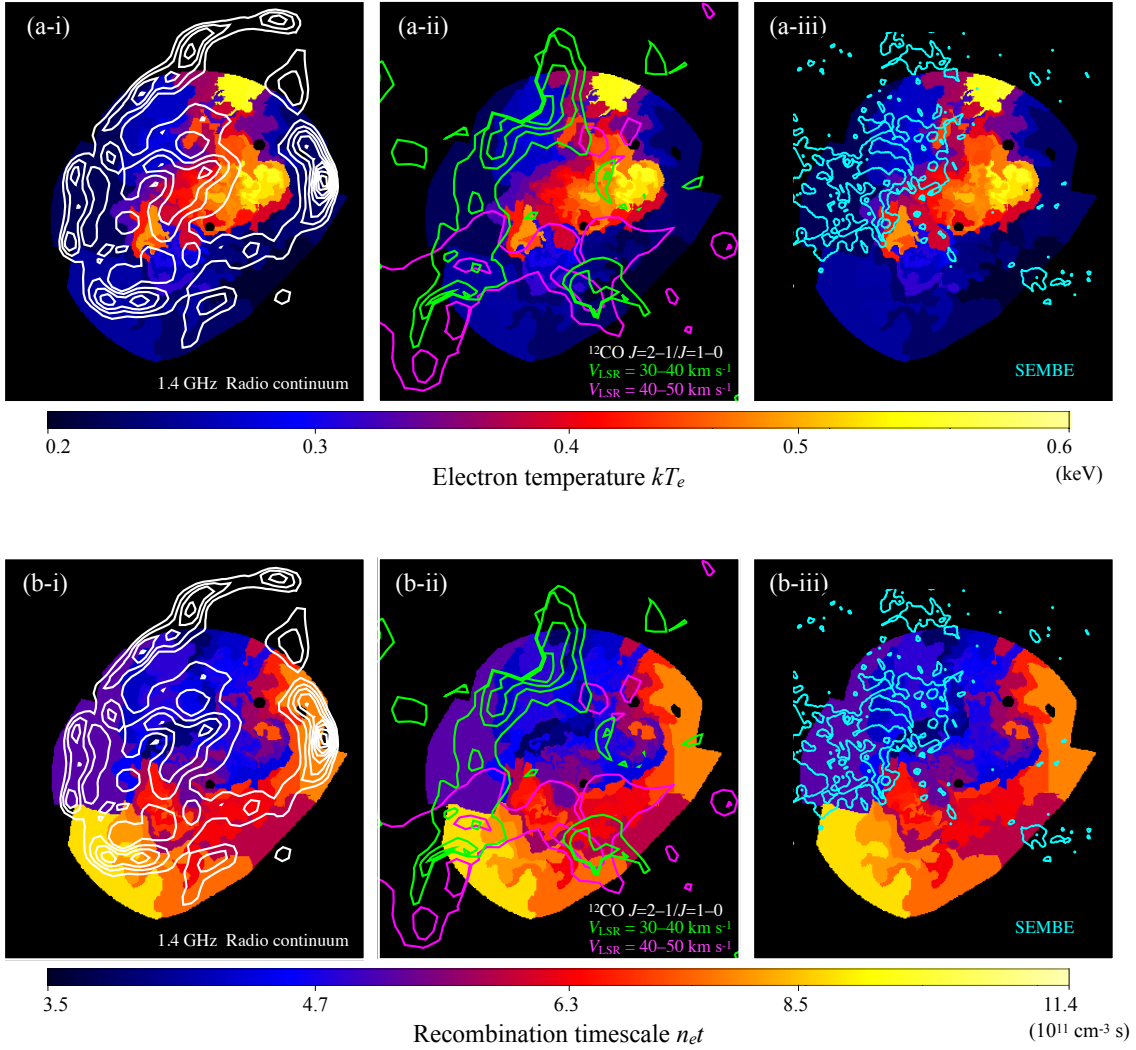 (a-i)
(a-ii)
(a-iii)
1.4 GHz Radio continuum
¹²CO J=2–1/J=1–0
V_LSR = 30–40 km s⁻¹
V_LSR = 40–50 km s⁻¹
SEMBE
0.2 0.3 0.4 0.5 0.6
Electron temperature kT_e
(keV)
(b-i)
(b-ii)
(b-iii)
1.4 GHz Radio continuum
¹²CO J=2–1/J=1–0
V_LSR = 30–40 km s⁻¹
V_LSR = 40–50 km s⁻¹
SEMBE
3.5 4.7 6.3 8.5 11.4
Recombination timescale n_et
(10¹¹ cm⁻³ s)